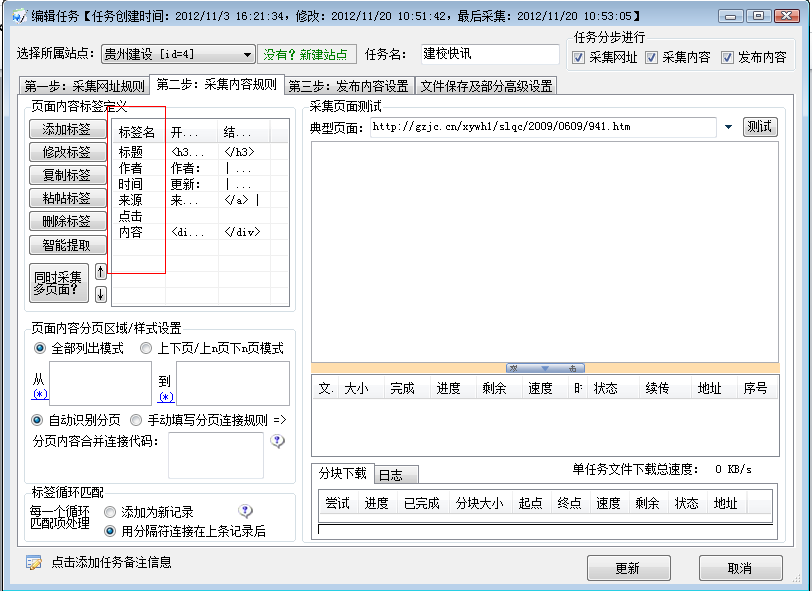 编辑任务【任务创建时间: 2012/11/3 16:21:34, 修改: 2012/11/20 10:51:42, 最后采集: 2012/11/20 10:53:05】
选择所属站点: 贵州建设 [id=4] 没有? 新建站点 任务名: 建校快讯
任务分步进行
采集网址 采集内容 发布内容
第一步: 采集网址规则 第二步: 采集内容规则 第三步: 发布内容设置 文件保存及部分高级设置
页面内容标签定义
添加标签
修改标签
复制标签
粘帖标签
删除标签
智能提取
同时采集
多页面?
↑
↓
标签名 开... 结...
标题 <h3... </h3>
作者 作者: | ...
时间 更新: | ...
来源 来... </a> |
点击
内容 <di... </div>
页面内容分页区域/样式设置
全部列出模式 上下页/上n页下n页模式
从
(*)
到
(*)
自动识别分页 手动填写分页连接规则 =>
分页内容合并连接代码:
标签循环匹配
每一个循环
匹配项处理
添加为新记录
用分隔符连接在上条记录后
采集页面测试
典型页面: http://gzjc.cn/xywh1/slqc/2009/0609/941.htm 测试
文. 大小 完成 进度 剩余 速度 状态 续传 地址 序号
分块下载 日志 单任务文件下载总速度: 0 KB/s
尝试 进度 已完成 分块大小 起点 终点 速度 剩余 状态 地址
点击添加任务备注信息
更新 取消